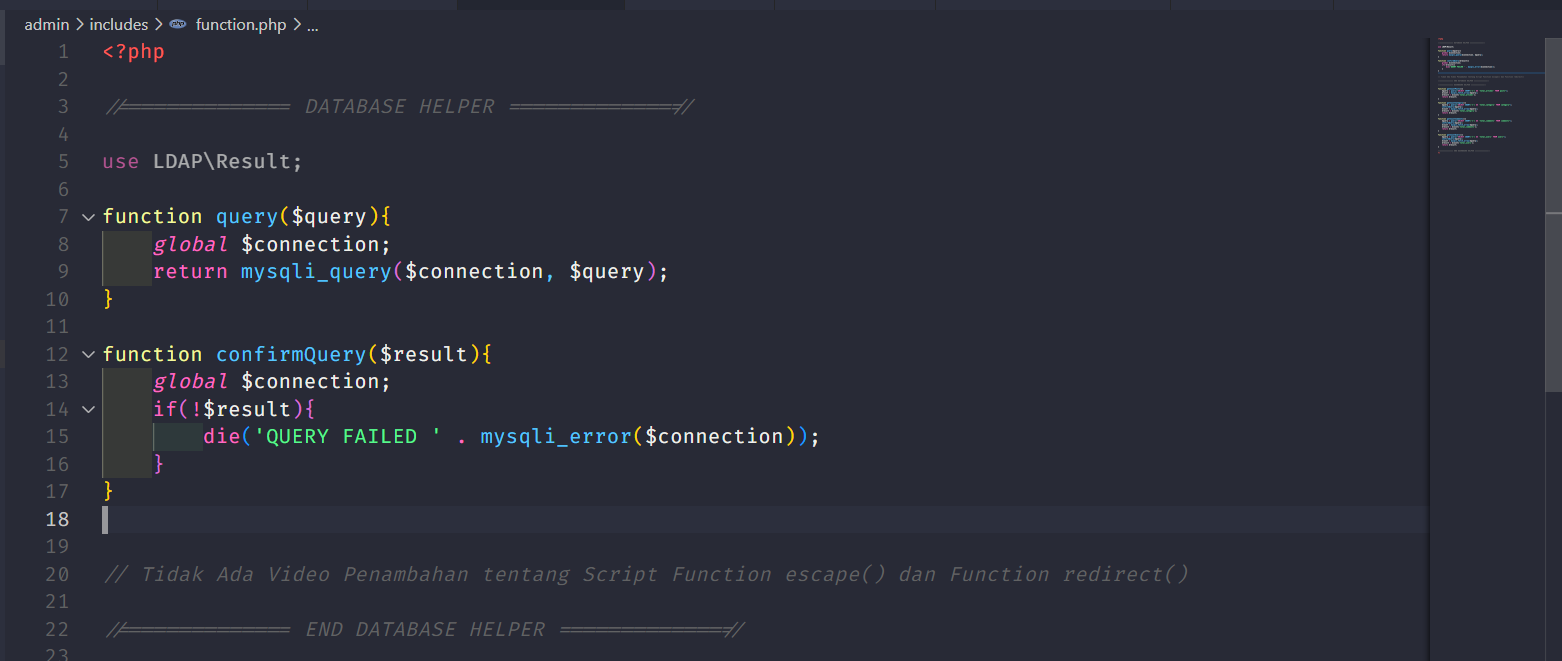 admin > includes > php function.php > ...
1 <?php
2
3 //============== DATABASE HELPER ==============//
4
5 use LDAP\Result;
6
7 function query($query){
8 global $connection;
9 return mysqli_query($connection, $query);
10 }
11
12 function confirmQuery($result){
13 global $connection;
14 if(!$result){
15 die('QUERY FAILED ' . mysqli_error($connection));
16 }
17 }
18
19
20 // Tidak Ada Video Penambahan tentang Script Function escape() dan Function redirect()
21
22 //============== END DATABASE HELPER ==============//
23